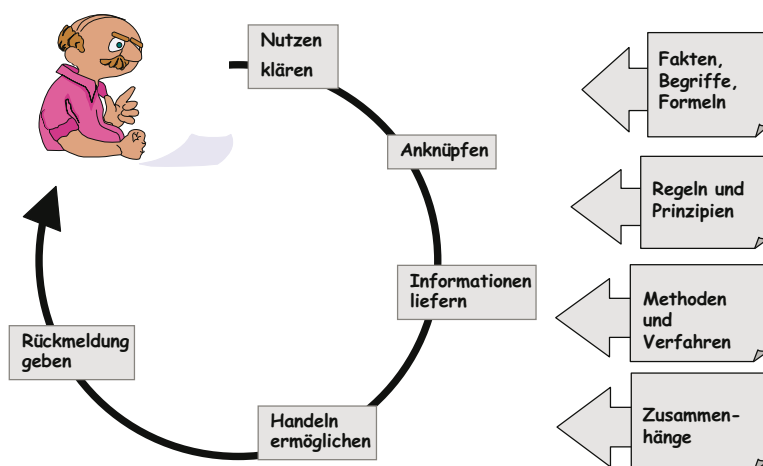 Nutzen
klären
Anknüpfen
Informationen
liefern
Handeln
ermöglichen
Rückmeldung
geben
Fakten,
Begriffe,
Formeln
Regeln und
Prinzipien
Methoden
und
Verfahren
Zusammen-
hänge